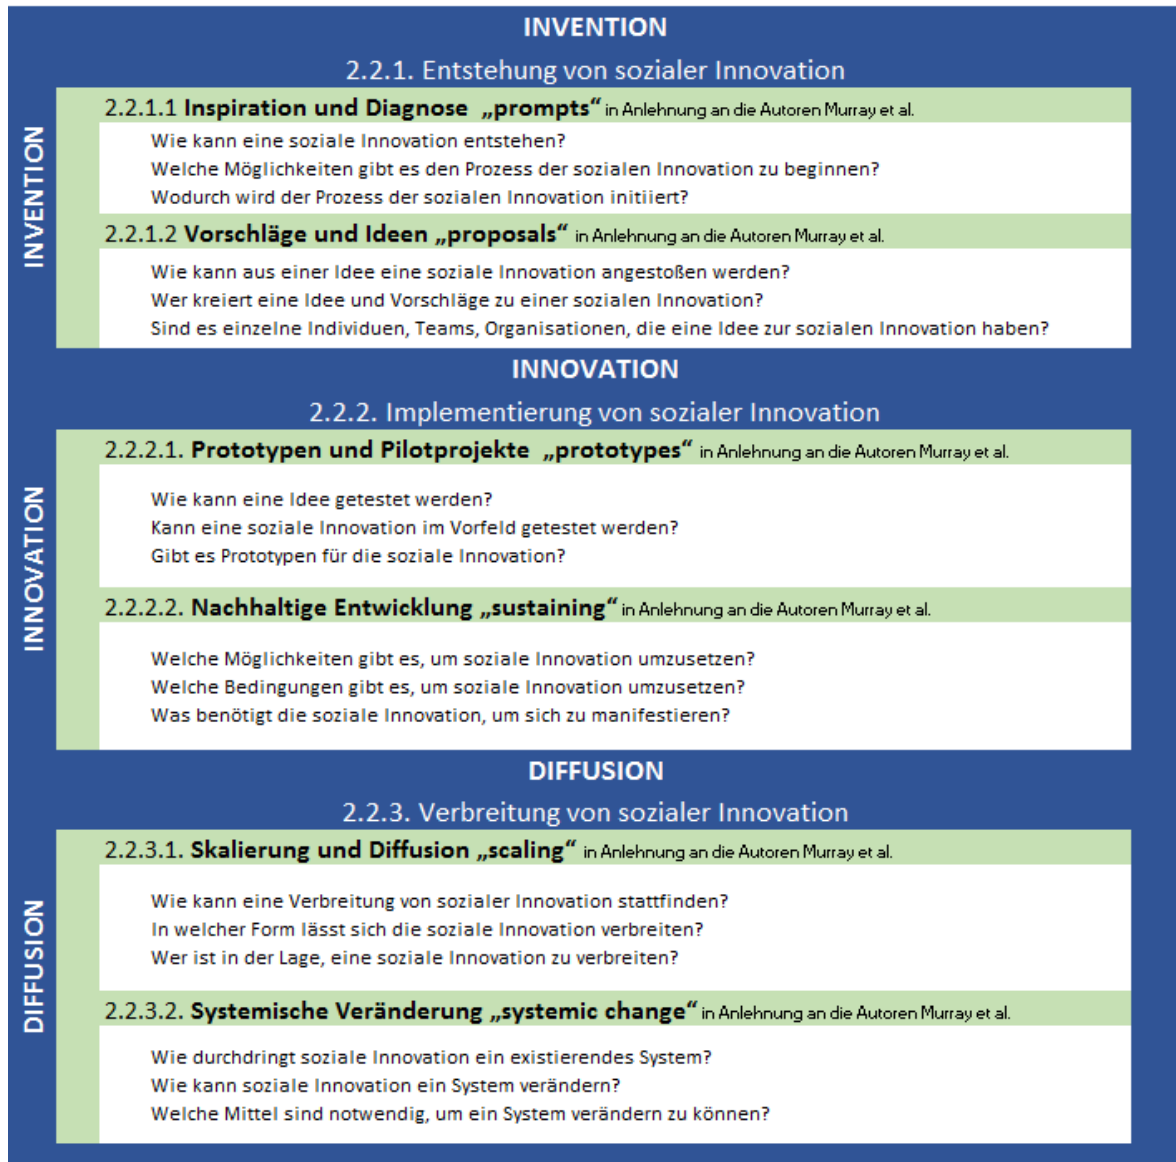 INVENTION
2.2.1. Entstehung von sozialer Innovation
INVENTION
2.2.1.1 Inspiration und Diagnose „prompts“ in Anlehnung an die Autoren Murray et al.
Wie kann eine soziale Innovation entstehen?
Welche Möglichkeiten gibt es den Prozess der sozialen Innovation zu beginnen?
Wodurch wird der Prozess der sozialen Innovation initiiert?
2.2.1.2 Vorschläge und Ideen „proposals“ in Anlehnung an die Autoren Murray et al.
Wie kann aus einer Idee eine soziale Innovation angestoßen werden?
Wer kreiert eine Idee und Vorschläge zu einer sozialen Innovation?
Sind es einzelne Individuen, Teams, Organisationen, die eine Idee zur sozialen Innovation haben?
INNOVATION
2.2.2. Implementierung von sozialer Innovation
INNOVATION
2.2.2.1. Prototypen und Pilotprojekte „prototypes“ in Anlehnung an die Autoren Murray et al.
Wie kann eine Idee getestet werden?
Kann eine soziale Innovation im Vorfeld getestet werden?
Gibt es Prototypen für die soziale Innovation?
2.2.2.2. Nachhaltige Entwicklung „sustaining“ in Anlehnung an die Autoren Murray et al.
Welche Möglichkeiten gibt es, um soziale Innovation umzusetzen?
Welche Bedingungen gibt es, um soziale Innovation umzusetzen?
Was benötigt die soziale Innovation, um sich zu manifestieren?
DIFFUSION
2.2.3. Verbreitung von sozialer Innovation
DIFFUSION
2.2.3.1. Skalierung und Diffusion „scaling“ in Anlehnung an die Autoren Murray et al.
Wie kann eine Verbreitung von sozialer Innovation stattfinden?
In welcher Form lässt sich die soziale Innovation verbreiten?
Wer ist in der Lage, eine soziale Innovation zu verbreiten?
2.2.3.2. Systemische Veränderung „systemic change“ in Anlehnung an die Autoren Murray et al.
Wie durchdringt soziale Innovation ein existierendes System?
Wie kann soziale Innovation ein System verändern?
Welche Mittel sind notwendig, um ein System verändern zu können?